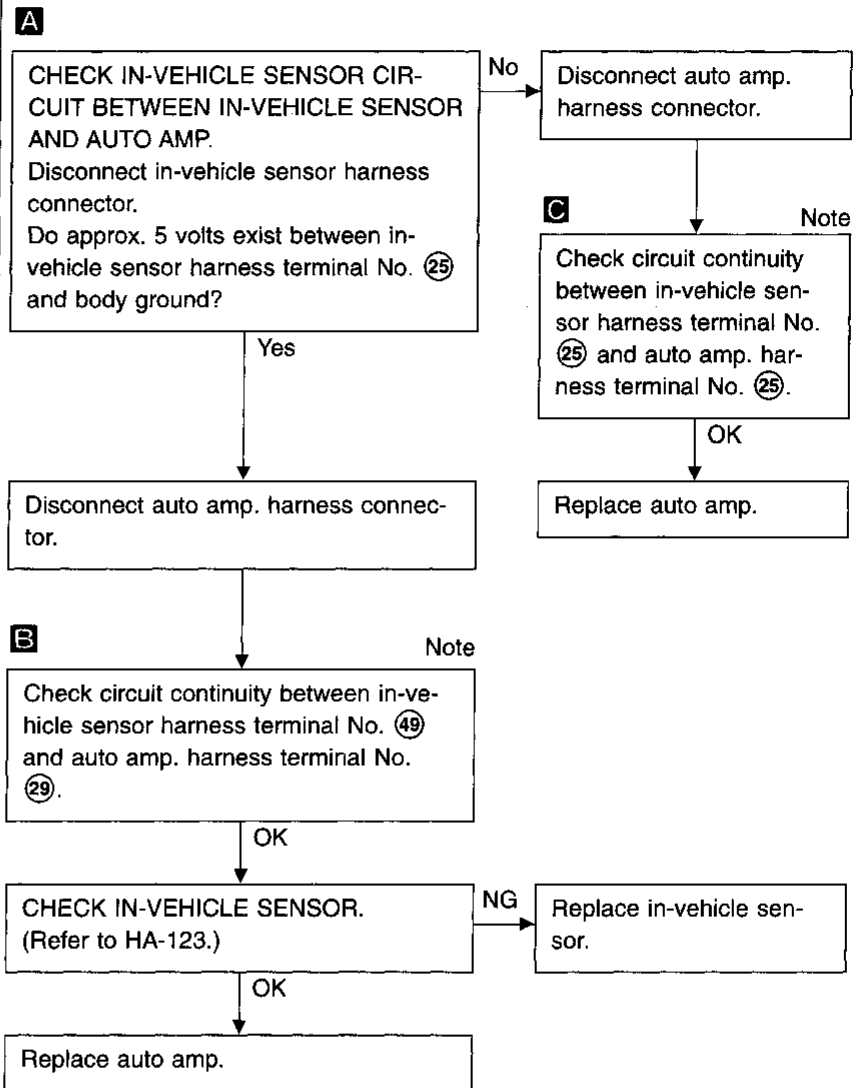 A
CHECK IN-VEHICLE SENSOR CIR-
CUIT BETWEEN IN-VEHICLE SENSOR
AND AUTO AMP.
Disconnect in-vehicle sensor harness
connector.
Do approx. 5 volts exist between in-
vehicle sensor harness terminal No. ㉕
and body ground?
No
Disconnect auto amp.
harness connector.
C
Note
Check circuit continuity
between in-vehicle sen-
sor harness terminal No.
㉕ and auto amp. har-
ness terminal No. ㉕.
OK
Replace auto amp.
Yes
Disconnect auto amp. harness connec-
tor.
B
Note
Check circuit continuity between in-ve-
hicle sensor harness terminal No. ㊾
and auto amp. harness terminal No.
㉙.
OK
CHECK IN-VEHICLE SENSOR.
(Refer to HA-123.)
NG
Replace in-vehicle sen-
sor.
OK
Replace auto amp.